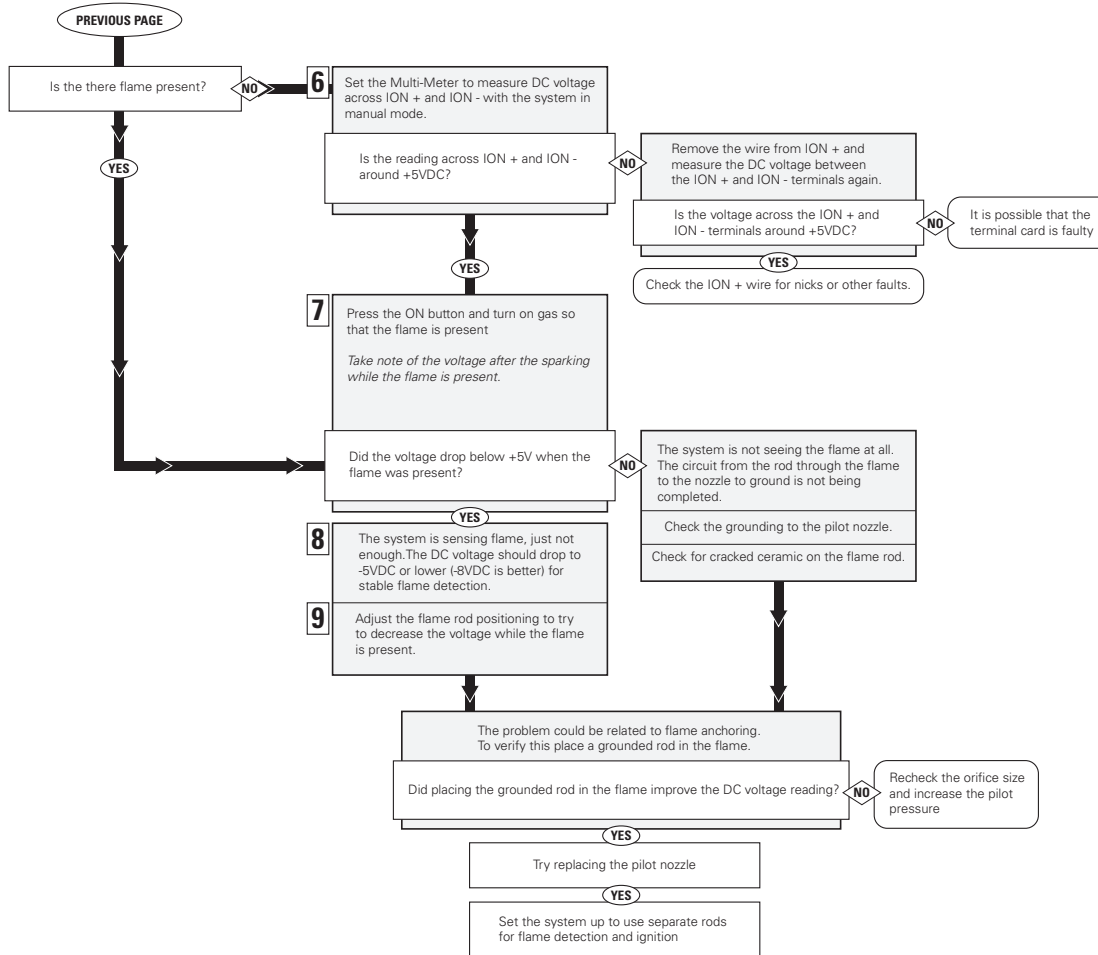 PREVIOUS PAGE
Is the there flame present?
NO
YES
6
Set the Multi-Meter to measure DC voltage
across ION + and ION - with the system in
manual mode.
Is the reading across ION + and ION -
around +5VDC?
NO
Remove the wire from ION + and
measure the DC voltage between
the ION + and ION - terminals again.
Is the voltage across the ION + and
ION - terminals around +5VDC?
NO
It is possible that the
terminal card is faulty
YES
Check the ION + wire for nicks or other faults.
YES
7
Press the ON button and turn on gas so
that the flame is present
Take note of the voltage after the sparking
while the flame is present.
Did the voltage drop below +5V when the
flame was present?
NO
The system is not seeing the flame at all.
The circuit from the rod through the flame
to the nozzle to ground is not being
completed.
Check the grounding to the pilot nozzle.
Check for cracked ceramic on the flame rod.
YES
8
The system is sensing flame, just not
enough.The DC voltage should drop to
-5VDC or lower (-8VDC is better) for
stable flame detection.
9
Adjust the flame rod positioning to try
to decrease the voltage while the flame
is present.
The problem could be related to flame anchoring.
To verify this place a grounded rod in the flame.
Did placing the grounded rod in the flame improve the DC voltage reading?
NO
Recheck the orifice size
and increase the pilot
pressure
YES
Try replacing the pilot nozzle
YES
Set the system up to use separate rods
for flame detection and ignition